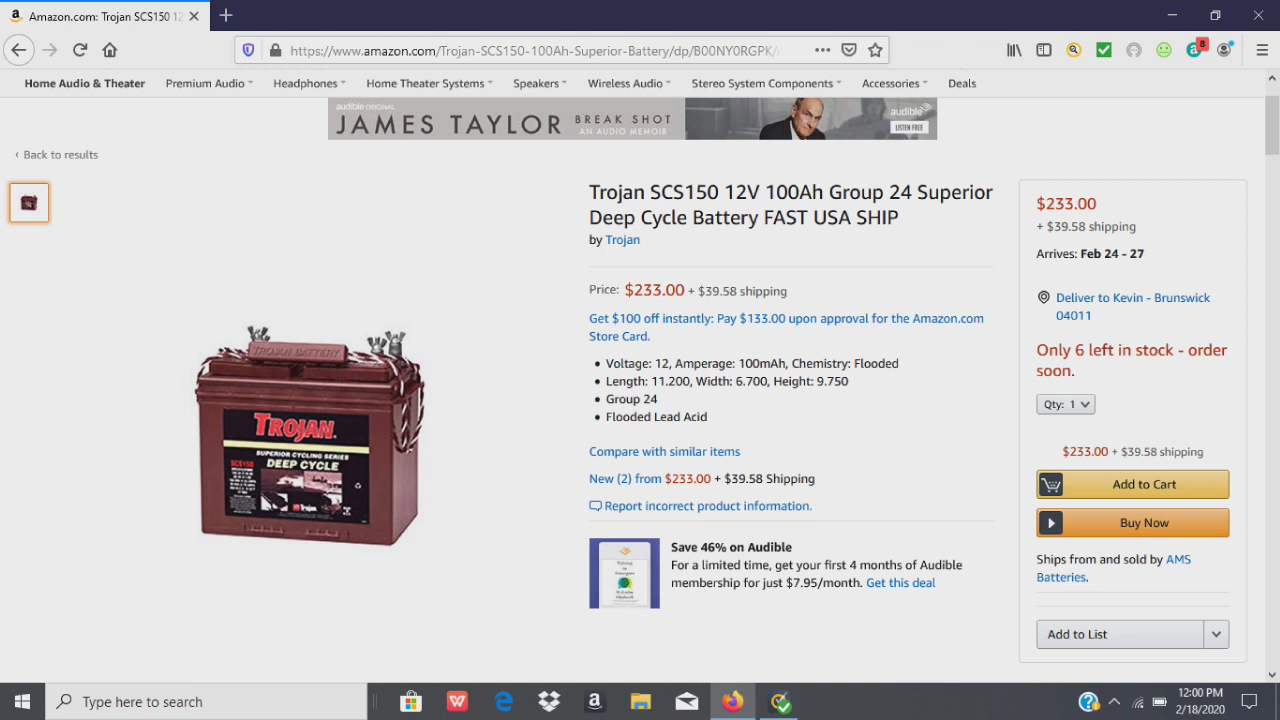 Amazon.com: Trojan SCS150 12
https://www.amazon.com/Trojan-SCS150-100Ah-Superior-Battery/dp/B00NY0RGPK/
8
Home Audio & Theater Premium Audio Headphones Home Theater Systems Speakers Wireless Audio Stereo System Components Accessories Deals
audible ORIGINAL
JAMES TAYLOR
BREAK SHOT
AN AUDIO MEMOIR
audible
LISTEN FREE
‹ Back to results
Trojan SCS150 12V 100Ah Group 24 Superior
Deep Cycle Battery FAST USA SHIP
by Trojan
Price: $233.00 + $39.58 shipping
Get $100 off instantly: Pay $133.00 upon approval for the Amazon.com
Store Card.
• Voltage: 12, Amperage: 100mAh, Chemistry: Flooded
• Length: 11.200, Width: 6.700, Height: 9.750
• Group 24
• Flooded Lead Acid
Compare with similar items
New (2) from $233.00 + $39.58 Shipping
Report incorrect product information.
Save 46% on Audible
For a limited time, get your first 4 months of Audible
membership for just $7.95/month. Get this deal
TROJAN BATTERY
TROJAN
SUPERIOR CYCLING SERIES
DEEP CYCLE
SCS150
Trojan
$233.00
+ $39.58 shipping
Arrives: Feb 24 - 27
Deliver to Kevin - Brunswick
04011
Only 6 left in stock - order
soon.
Qty: 1
$233.00 + $39.58 shipping
Add to Cart
Buy Now
Ships from and sold by AMS
Batteries.
Add to List
Type here to search
12:00 PM
2/18/2020